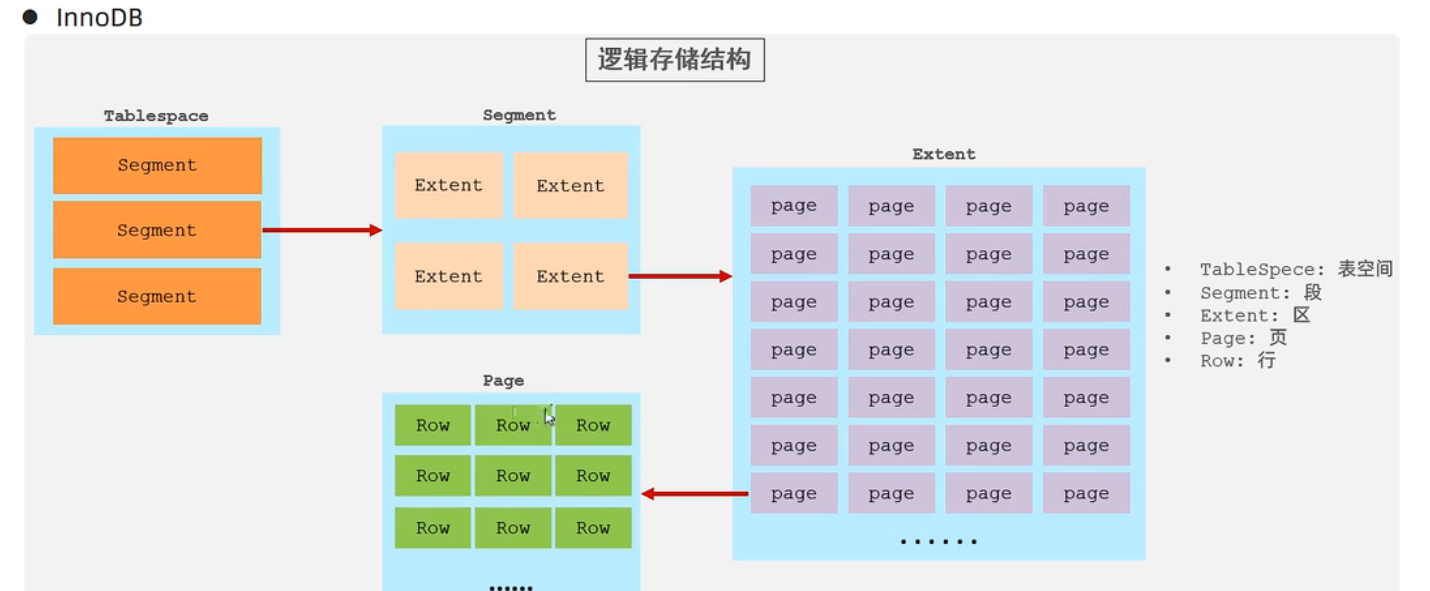 ● InnoDB
逻辑存储结构
Tablespace
Segment
Segment
Segment
Segment
Extent Extent
Extent Extent
Extent
page page page page
page page page page
page page page page
page page page page
page page page page
page page page page
page page page page
......
• TableSpece: 表空间
• Segment: 段
• Extent: 区
• Page: 页
• Row: 行
Page
Row Row Row
Row Row Row
Row Row Row
......